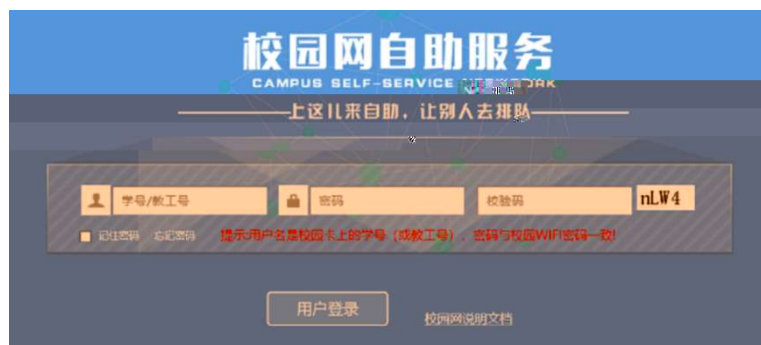 校园网自助服务
CAMPUS SELF-SERVICE
上这儿来自助，让别人去排队
学号/教工号 密码 校验码 nLW4
记住密码 忘记密码 提示:用户名是校园卡上的学号（或教工号），密码与校园WIFI密码一致!
用户登录 校园网说明文档